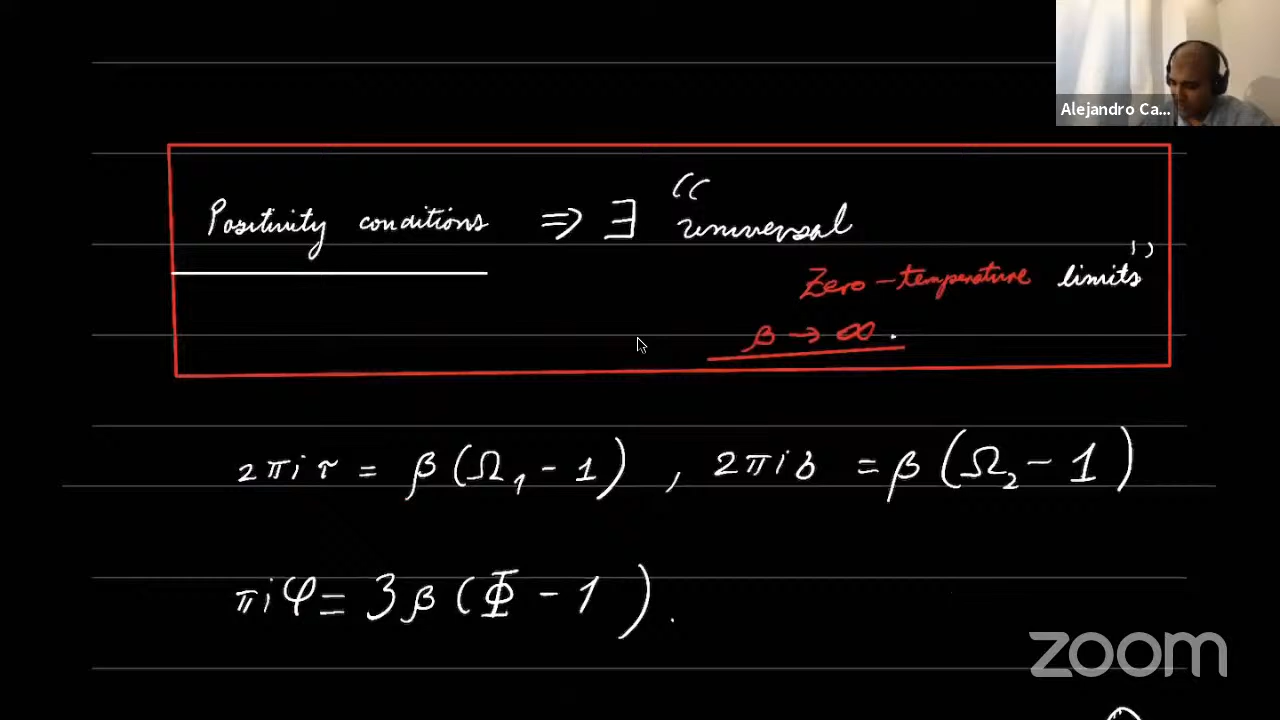 Alejandro Ca...
Positivity conditions ⇒ ∃ “universal
Zero-temperature limits”
β → ∞.
2πiτ = β(Ω₁ - 1) , 2πiσ = β(Ω₂ - 1)
πiφ = 3β(Φ - 1).
zoom